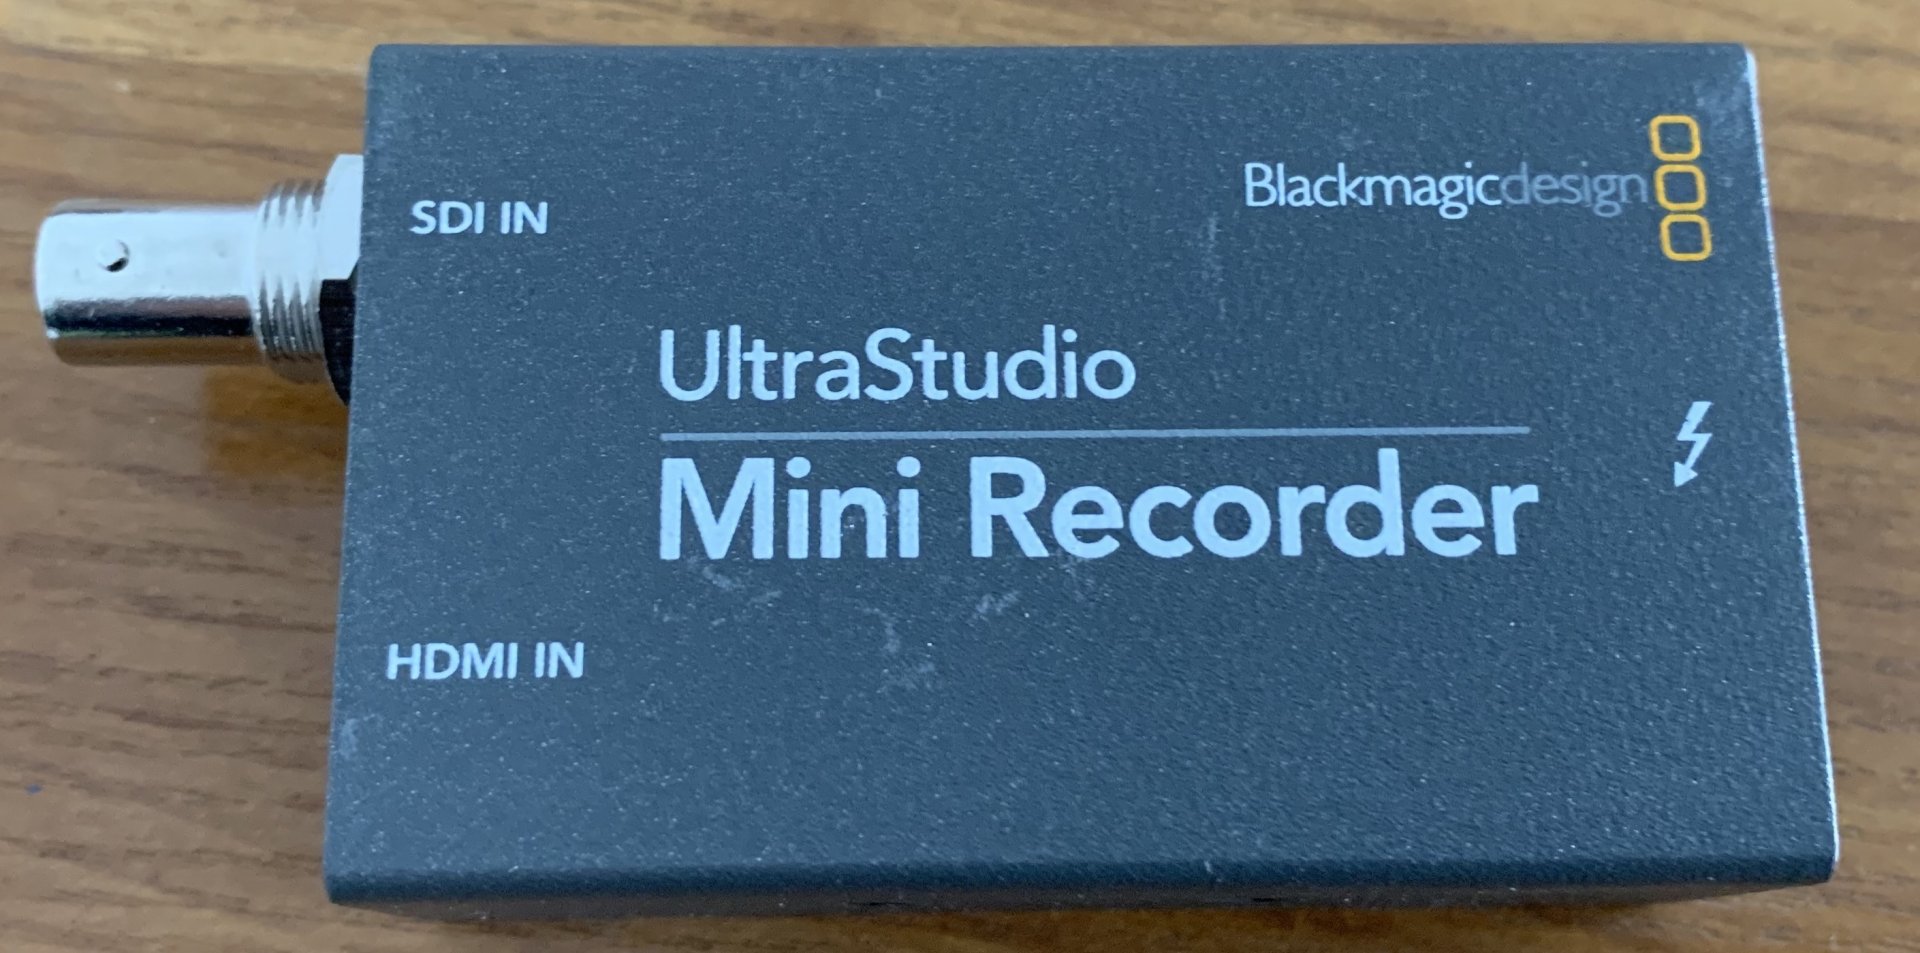 Blackmagicdesign
SDI IN
UltraStudio
Mini Recorder
HDMI IN